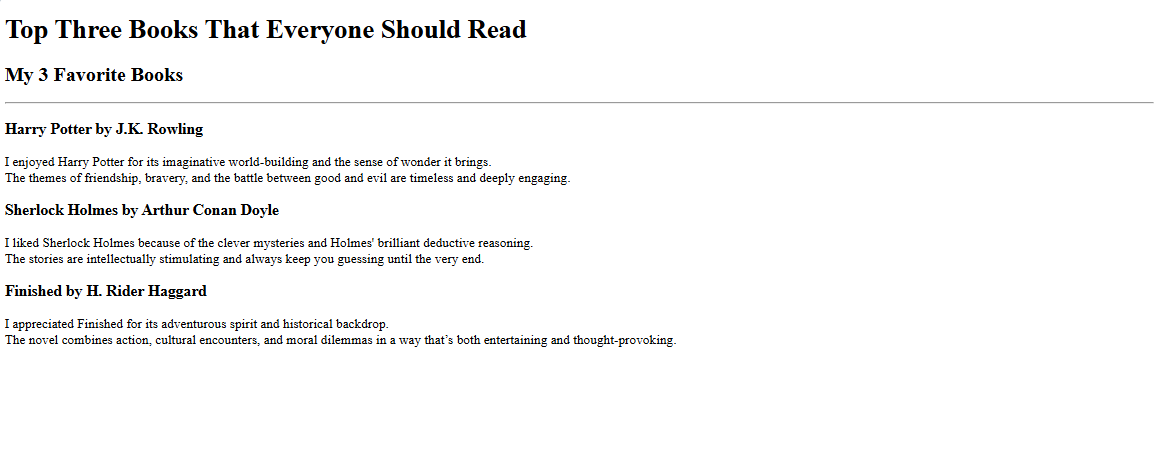 Top Three Books That Everyone Should Read
My 3 Favorite Books
Harry Potter by J.K. Rowling
I enjoyed Harry Potter for its imaginative world-building and the sense of wonder it brings.
The themes of friendship, bravery, and the battle between good and evil are timeless and deeply engaging.
Sherlock Holmes by Arthur Conan Doyle
I liked Sherlock Holmes because of the clever mysteries and Holmes' brilliant deductive reasoning.
The stories are intellectually stimulating and always keep you guessing until the very end.
Finished by H. Rider Haggard
I appreciated Finished for its adventurous spirit and historical backdrop.
The novel combines action, cultural encounters, and moral dilemmas in a way that’s both entertaining and thought-provoking.